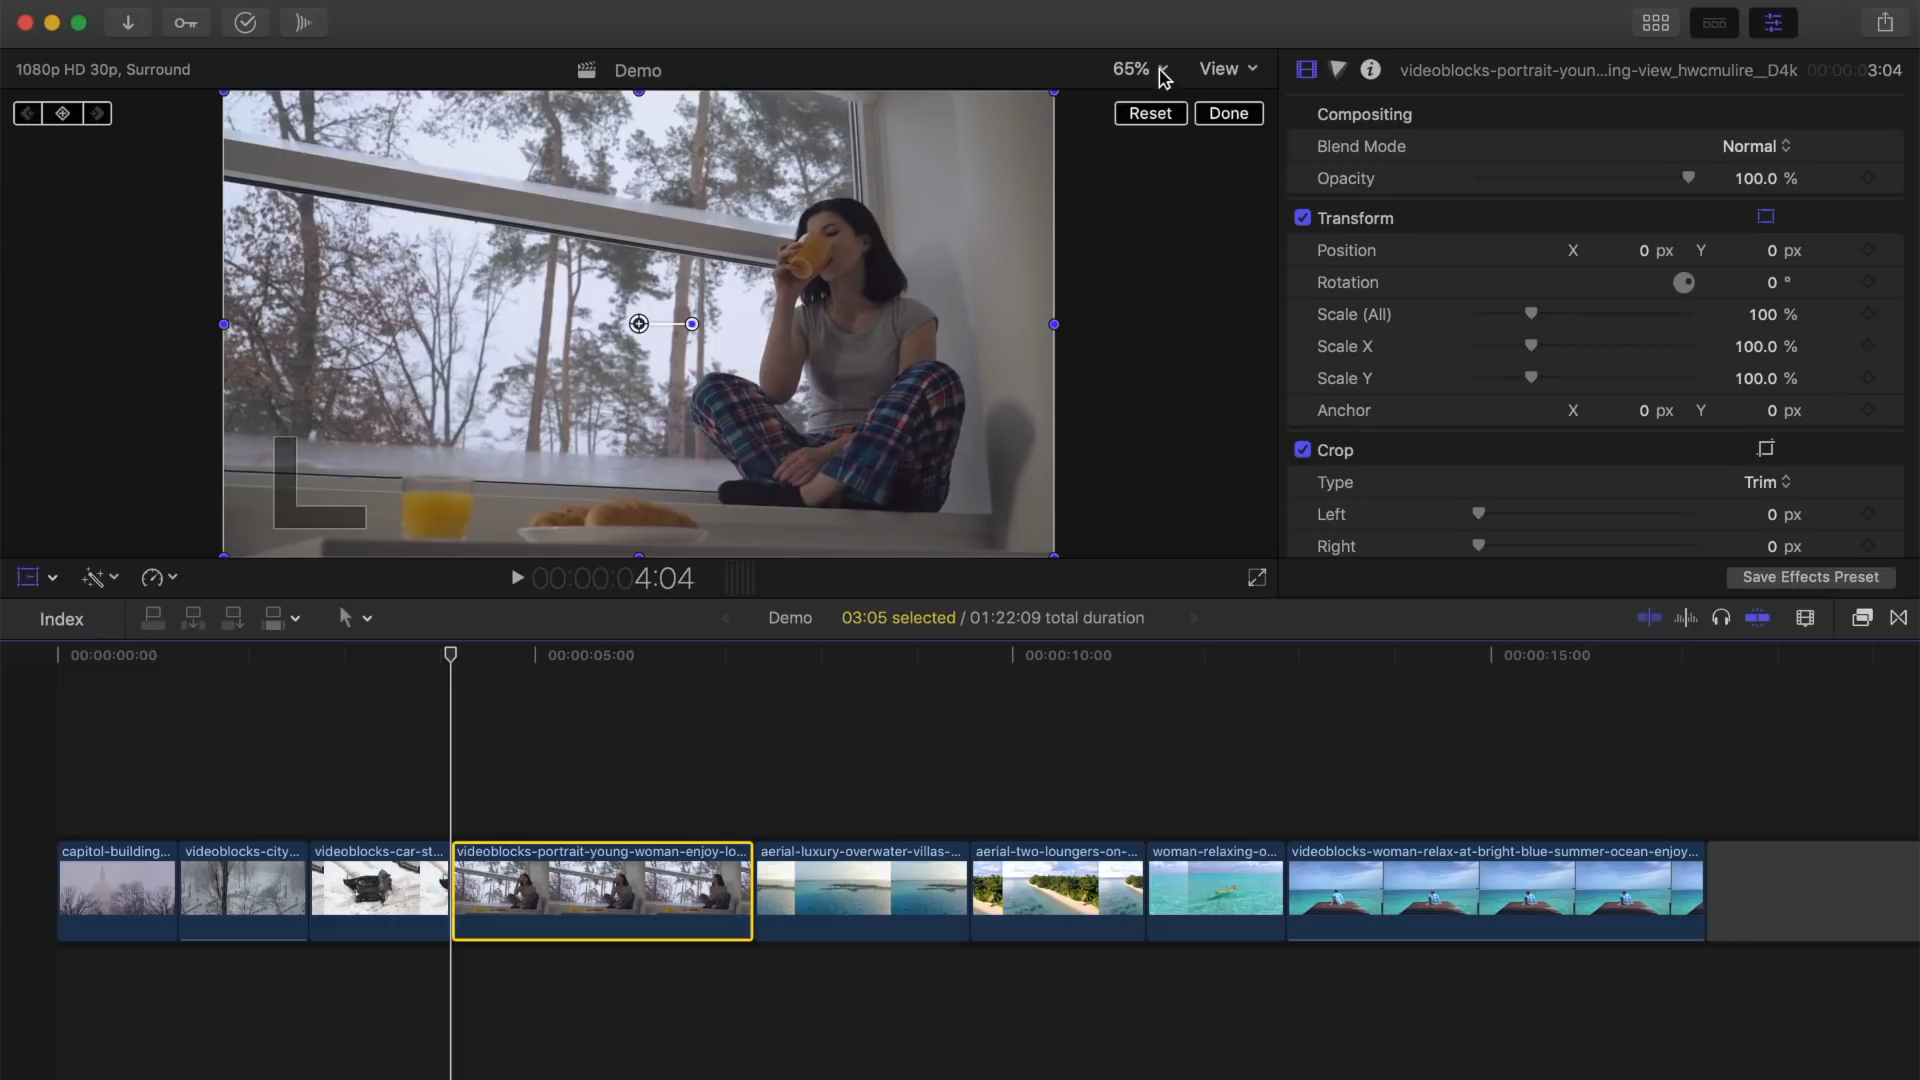 1080p HD 30p, Surround
Demo
65%
View
videoblocks-portrait-youn...ing-view_hwcmulire__D4k
00:00:03:04
Reset
Done
Compositing
Blend Mode
Normal
Opacity
100.0 %
Transform
Position
X
0 px
Y
0 px
Rotation
0 °
Scale (All)
100 %
Scale X
100.0 %
Scale Y
100.0 %
Anchor
X
0 px
Y
0 px
Crop
Type
Trim
Left
0 px
Right
0 px
Save Effects Preset
00:00:04:04
Index
Demo
03:05 selected / 01:22:09 total duration
00:00:00:00
00:00:05:00
00:00:10:00
00:00:15:00
capitol-building...
videoblocks-city...
videoblocks-car-st...
videoblocks-portrait-young-woman-enjoy-lo...
aerial-luxury-overwater-villas-...
aerial-two-loungers-on-...
woman-relaxing-o...
videoblocks-woman-relax-at-bright-blue-summer-ocean-enjoy...